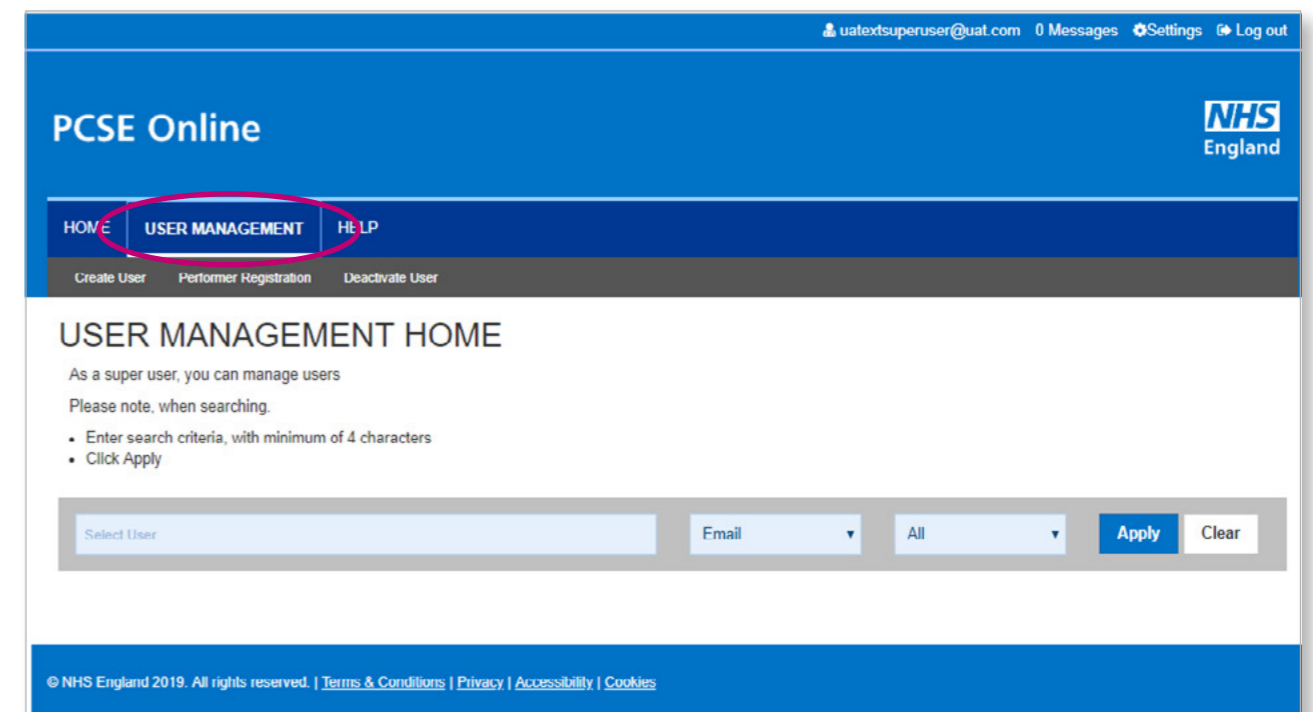 uatextsuperuser@uat.com 0 Messages Settings Log out
PCSE Online
NHS
England
HOME USER MANAGEMENT HELP
Create User Performer Registration Deactivate User
USER MANAGEMENT HOME
As a super user, you can manage users
Please note, when searching.
• Enter search criteria, with minimum of 4 characters
• Click Apply
Select User Email All Apply Clear
© NHS England 2019. All rights reserved. | Terms & Conditions | Privacy | Accessibility | Cookies